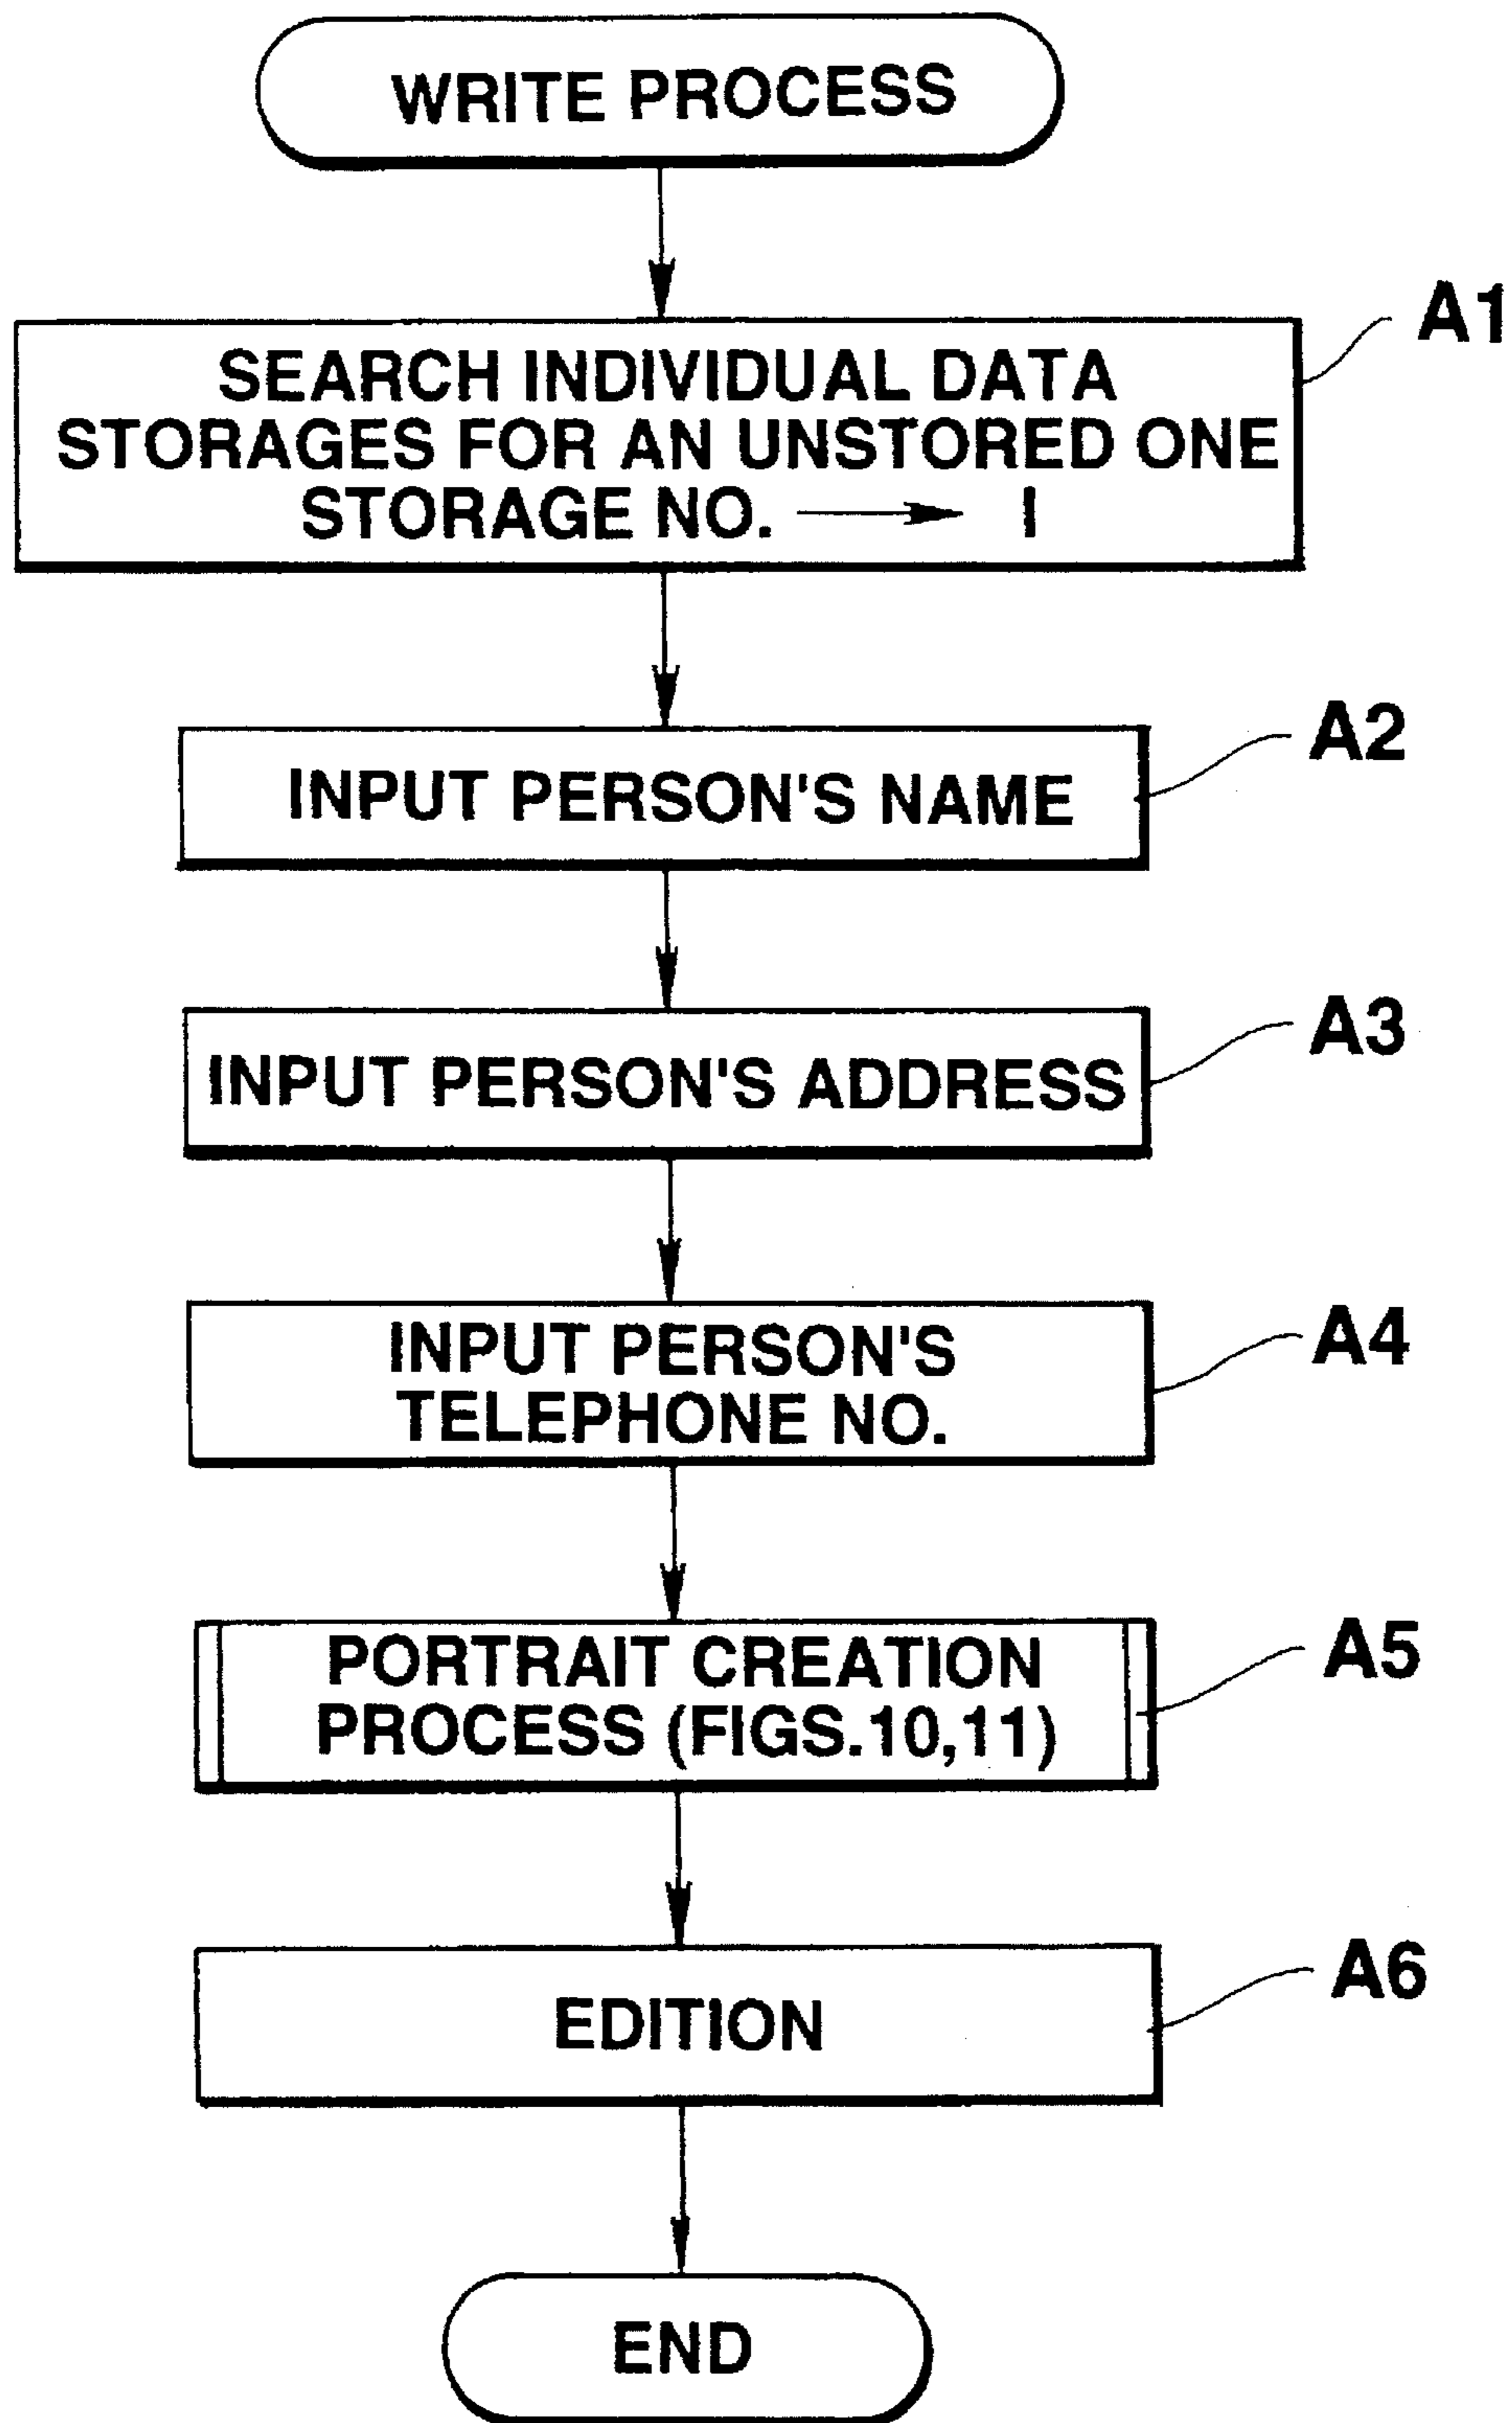 WRITE PROCESS
A1
SEARCH INDIVIDUAL DATA
STORAGES FOR AN UNSTORED ONE
STORAGE NO. → I
A2
INPUT PERSON'S NAME
A3
INPUT PERSON'S ADDRESS
A4
INPUT PERSON'S
TELEPHONE NO.
A5
PORTRAIT CREATION
PROCESS (FIGS.10,11)
A6
EDITION
END